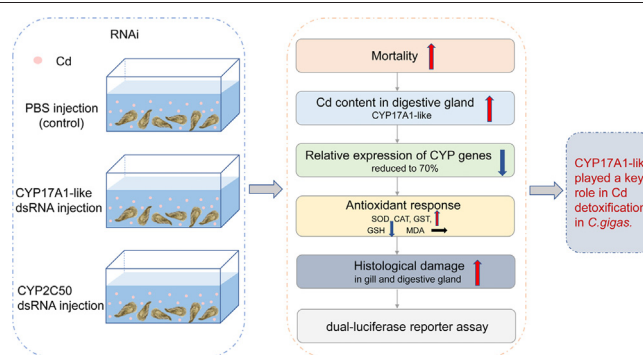 RNAi
Cd
PBS injection
(control)
CYP17A1-like
dsRNA injection
CYP2C50
dsRNA injection
Mortality
Cd content in digestive gland
CYP17A1-like
Relative expression of CYP genes
reduced to 70%
Antioxidant response
SOD, CAT, GST,
GSH MDA
Histological damage
in gill and digestive gland
dual-luciferase reporter assay
CYP17A1-lik
played a key
role in Cd
detoxification
in C.gigas.